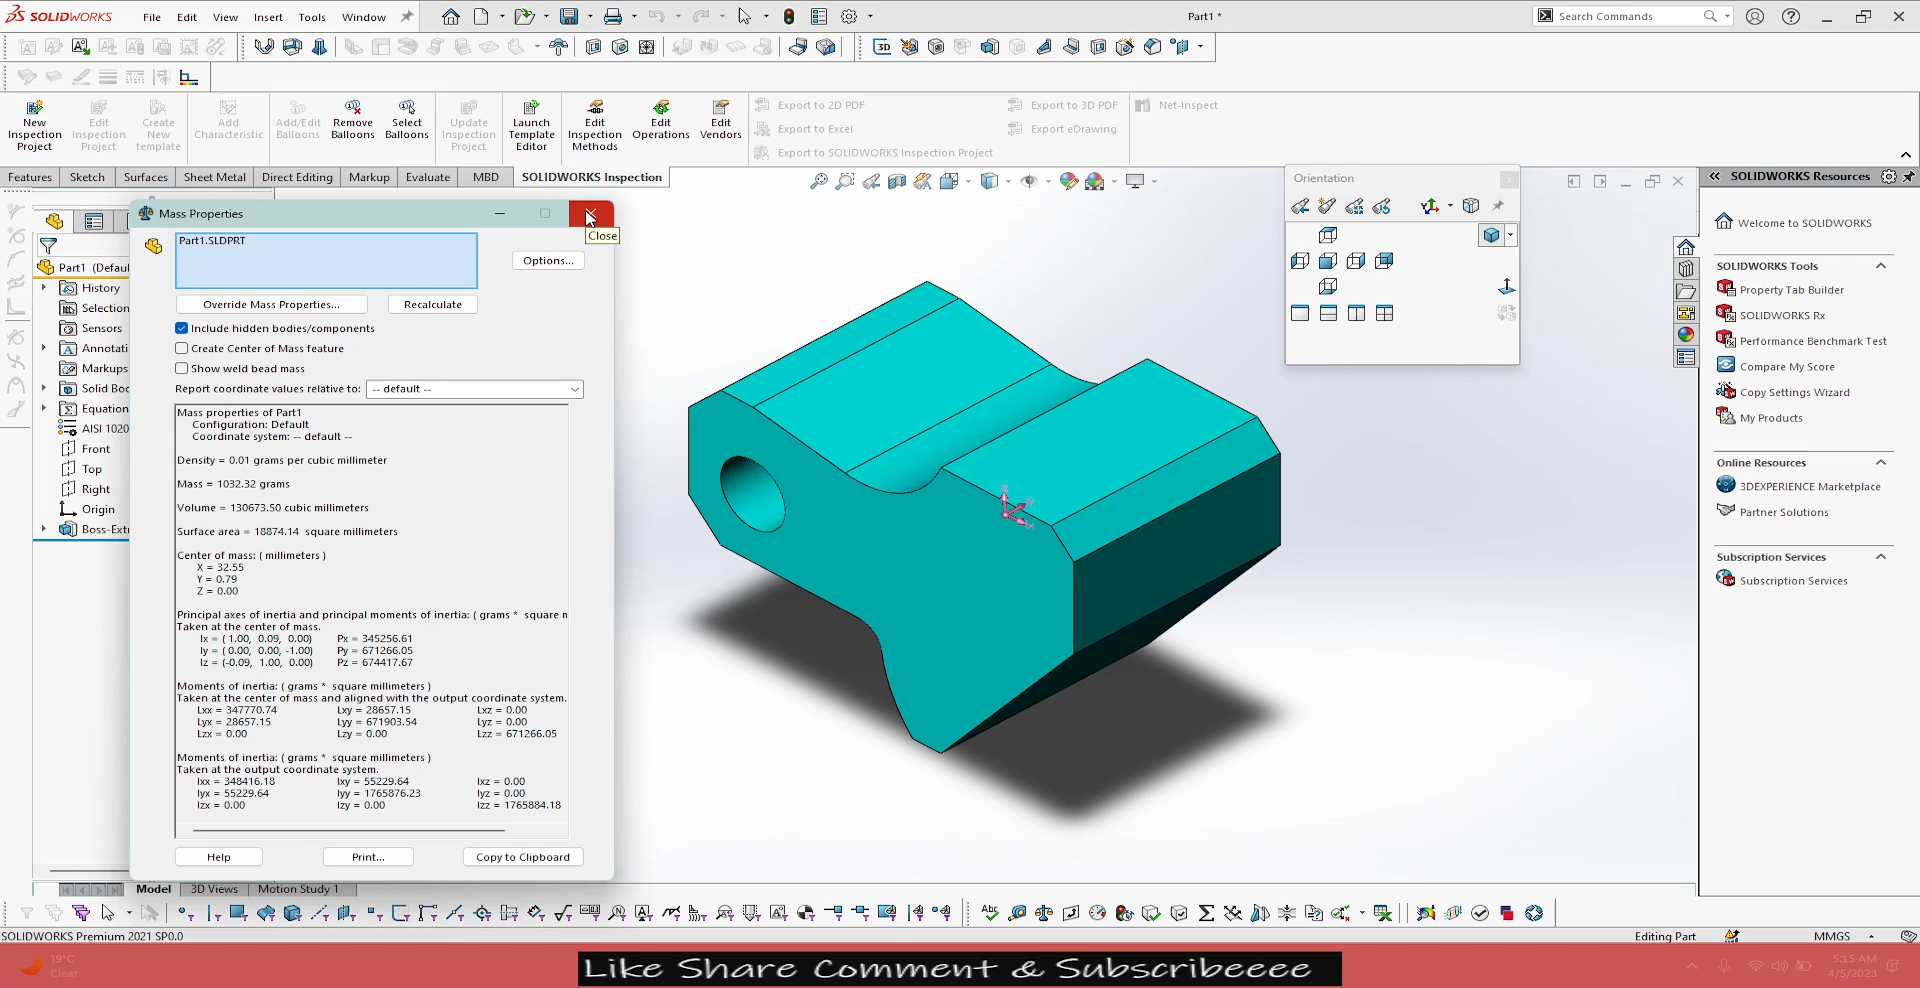 SOLIDWORKS File Edit View Insert Tools Window Part1 * Search Commands
New Inspection Project
Edit Inspection Project
Create New template
Add Characteristic
Add/Edit Balloons
Remove Balloons
Select Balloons
Update Inspection Project
Launch Template Editor
Edit Inspection Methods
Edit Operations
Edit Vendors
Export to 2D PDF
Export to Excel
Export to SOLIDWORKS Inspection Project
Export to 3D PDF
Export eDrawing
Net-Inspect
Features Sketch Surfaces Sheet Metal Direct Editing Markup Evaluate MBD SOLIDWORKS Inspection
Part1 (Defaul
History
Selection
Sensors
Annotati
Markups
Solid Boc
Equation
AISI 1020
Front
Top
Right
Origin
Boss-Extr
Mass Properties
Close
Part1.SLDPRT
Options...
Override Mass Properties... Recalculate
Include hidden bodies/components
Create Center of Mass feature
Show weld bead mass
Report coordinate values relative to: -- default --
Mass properties of Part1
Configuration: Default
Coordinate system: -- default --
Density = 0.01 grams per cubic millimeter
Mass = 1032.32 grams
Volume = 130673.50 cubic millimeters
Surface area = 18874.14 square millimeters
Center of mass: ( millimeters )
X = 32.55
Y = 0.79
Z = 0.00
Principal axes of inertia and principal moments of inertia: ( grams * square n
Taken at the center of mass.
Ix = ( 1.00, 0.09, 0.00) Px = 345256.61
Iy = ( 0.00, 0.00, -1.00) Py = 671266.05
Iz = (-0.09, 1.00, 0.00) Pz = 674417.67
Moments of inertia: ( grams * square millimeters )
Taken at the center of mass and aligned with the output coordinate system.
Lxx = 347770.74 Lxy = 28657.15 Lxz = 0.00
Lyx = 28657.15 Lyy = 671903.54 Lyz = 0.00
Lzx = 0.00 Lzy = 0.00 Lzz = 671266.05
Moments of inertia: ( grams * square millimeters )
Taken at the output coordinate system.
Ixx = 348416.18 Ixy = 55229.64 Ixz = 0.00
Iyx = 55229.64 Iyy = 1765876.23 Iyz = 0.00
Izx = 0.00 Izy = 0.00 Izz = 1765884.18
Help Print... Copy to Clipboard
Orientation
SOLIDWORKS Resources
Welcome to SOLIDWORKS
SOLIDWORKS Tools
Property Tab Builder
SOLIDWORKS Rx
Performance Benchmark Test
Compare My Score
Copy Settings Wizard
My Products
Online Resources
3DEXPERIENCE Marketplace
Partner Solutions
Subscription Services
Subscription Services
Model 3D Views Motion Study 1
SOLIDWORKS Premium 2021 SP0.0 Editing Part MMGS
19°C
Clear
Like Share Comment & Subscribeeee
5:15 AM
4/5/2023